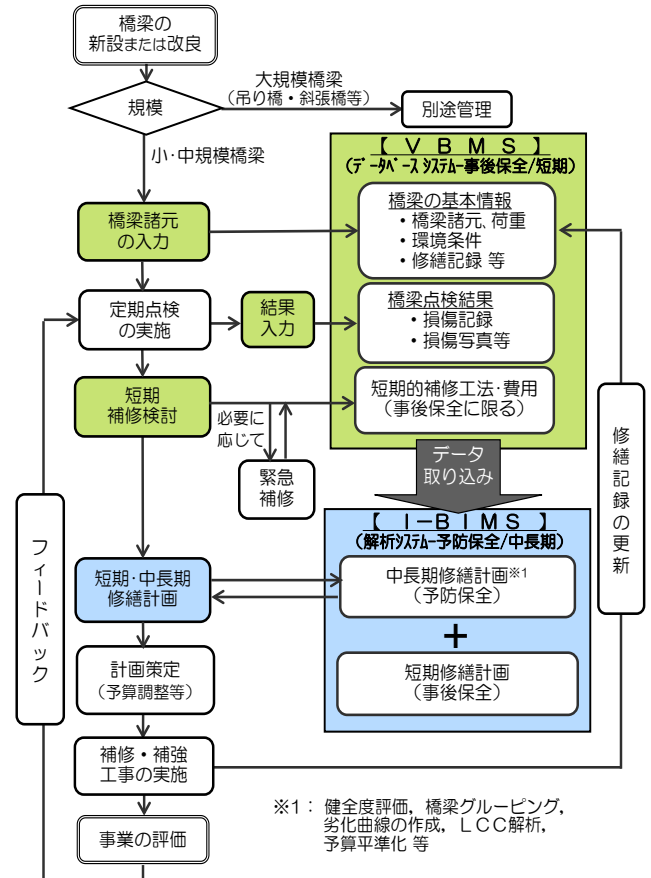 橋梁の
新設または改良
規模
大規模橋梁
（吊り橋・斜張橋等）
別途管理
小・中規模橋梁
【 ＶＢＭＳ 】
（ﾃﾞｰﾀﾍﾞｰｽ ｼｽﾃﾑｰ事後保全/短期）
橋梁の基本情報
・橋梁諸元、荷重
・環境条件
・修繕記録 等
橋梁諸元
の入力
定期点検
の実施
結果
入力
橋梁点検結果
・損傷記録
・損傷写真等
短期
補修検討
必要に
応じて
緊急
補修
短期的補修工法・費用
（事後保全に限る）
データ
取り込み
修繕記録の更新
【 Ｉ－ＢＩＭＳ 】
（解析ｼｽﾃﾑｰ予防保全/中長期）
短期・中長期
修繕計画
中長期修繕計画※1
（予防保全）
＋
短期修繕計画
（事後保全）
フィードバック
計画策定
（予算調整等）
補修・補強
工事の実施
事業の評価
※1： 健全度評価，橋梁グルーピング，
劣化曲線の作成，ＬＣＣ解析，
予算平準化 等